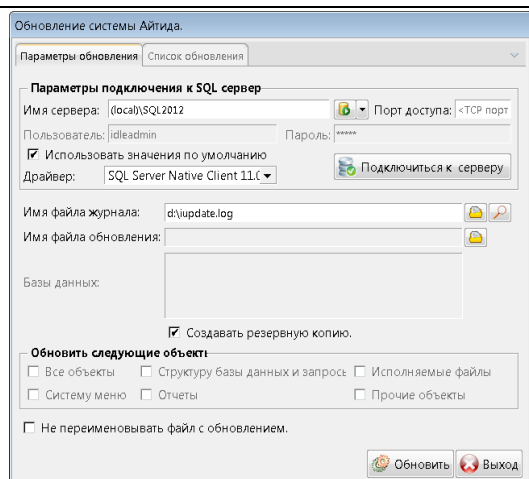 Обновление системы Айтида.
Параметры обновления Список обновления
Параметры подключения к SQL сервер
Имя сервера: (local)\SQL2012 Порт доступа: <TCP порт
Пользователь: idleadmin Пароль: *****
Использовать значения по умолчанию
Драйвер: SQL Server Native Client 11.0 Подключиться к серверу
Имя файла журнала: d:\iupdate.log
Имя файла обновления:
Базы данных:
Создавать резервную копию.
Обновить следующие объекты
Все объекты Структуру базы данных и запросы Исполняемые файлы
Систему меню Отчеты Прочие объекты
Не переименовывать файл с обновлением.
Обновить Выход